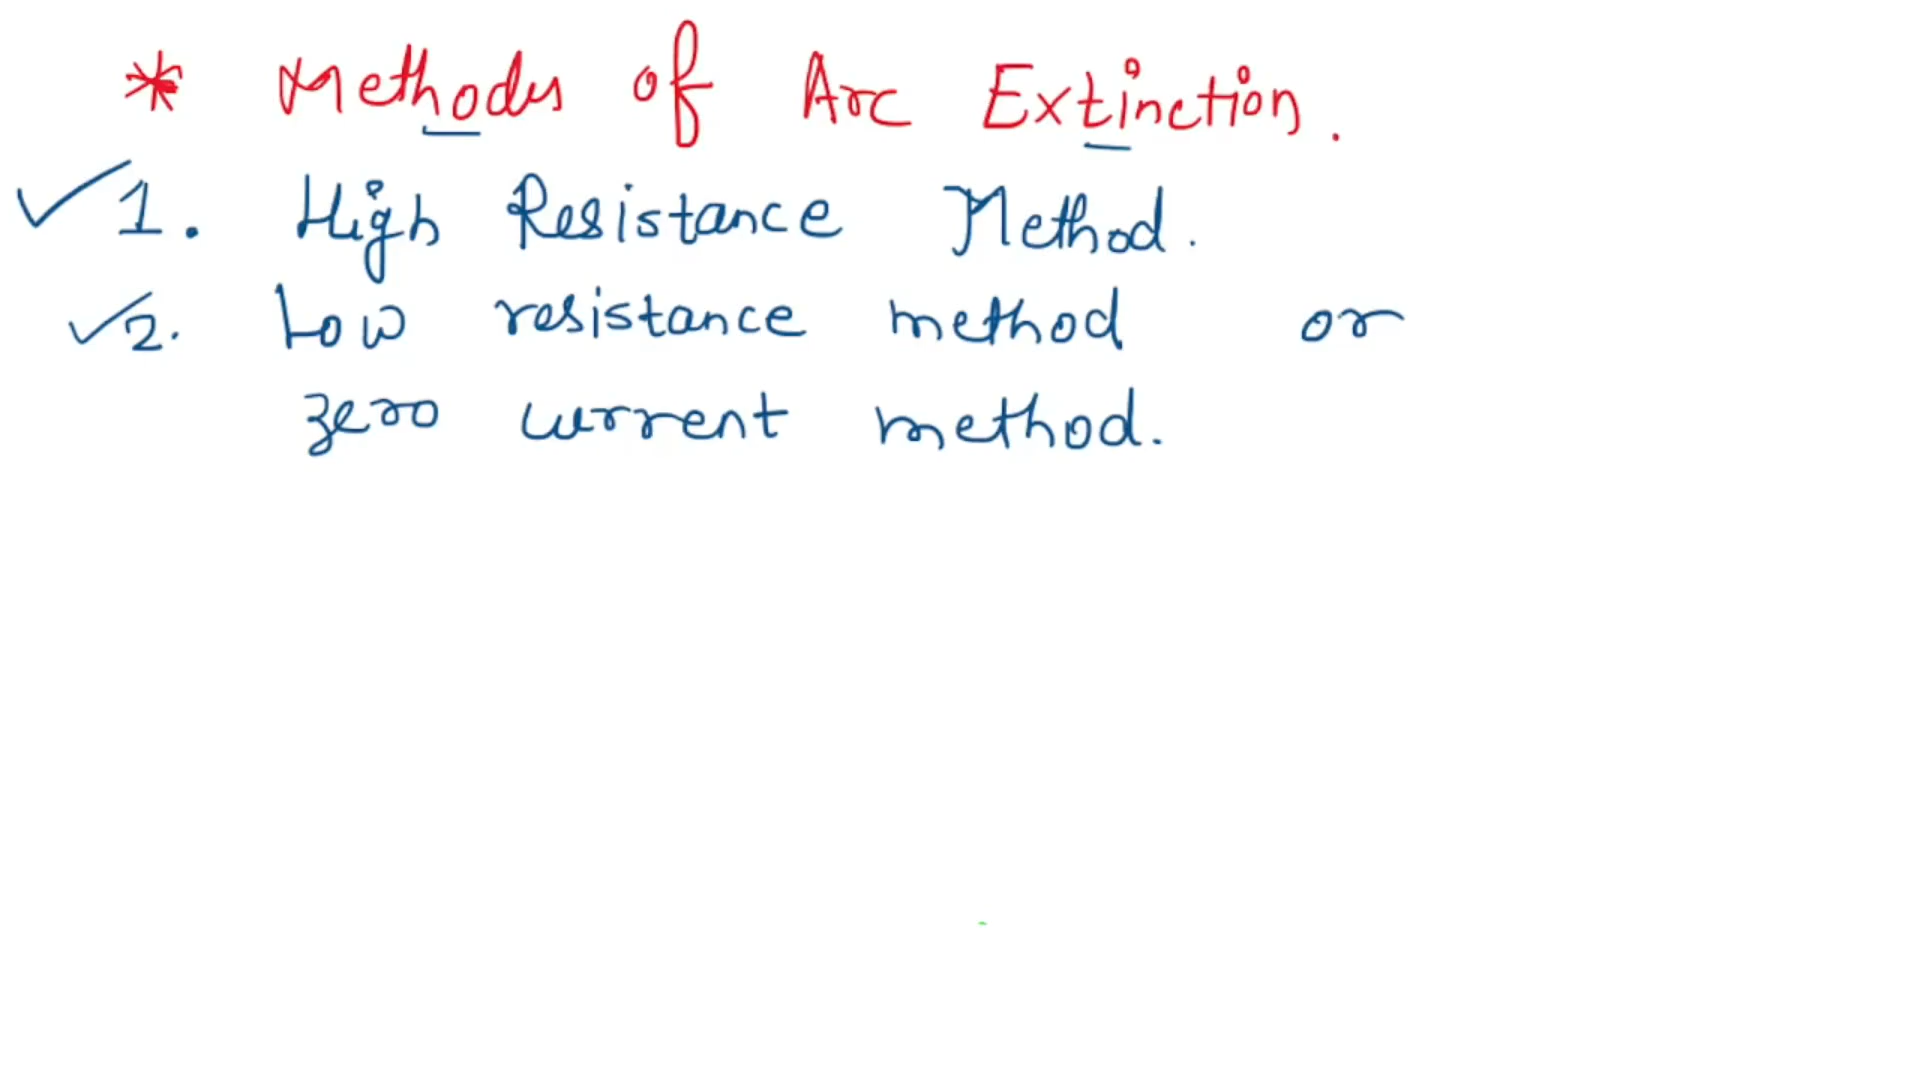 * Methods of Arc Extinction.
1. High Resistance Method.
2. Low resistance method or
zero current method.